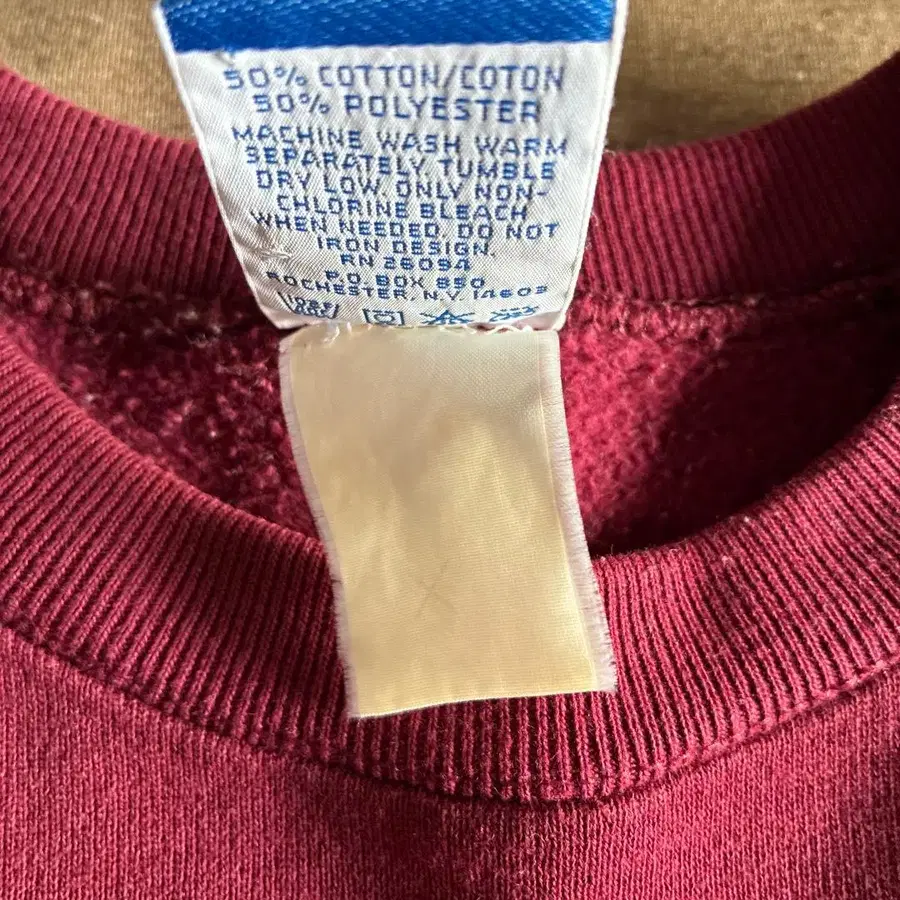 50% COTTON/COTON
50% POLYESTER
MACHINE WASH WARM
SEPARATELY, TUMBLE
DRY LOW, ONLY NON-
CHLORINE BLEACH
WHEN NEEDED. DO NOT
IRON DESIGN.
RN 26094
P.O. BOX 850
ROCHESTER, N.Y. 14603